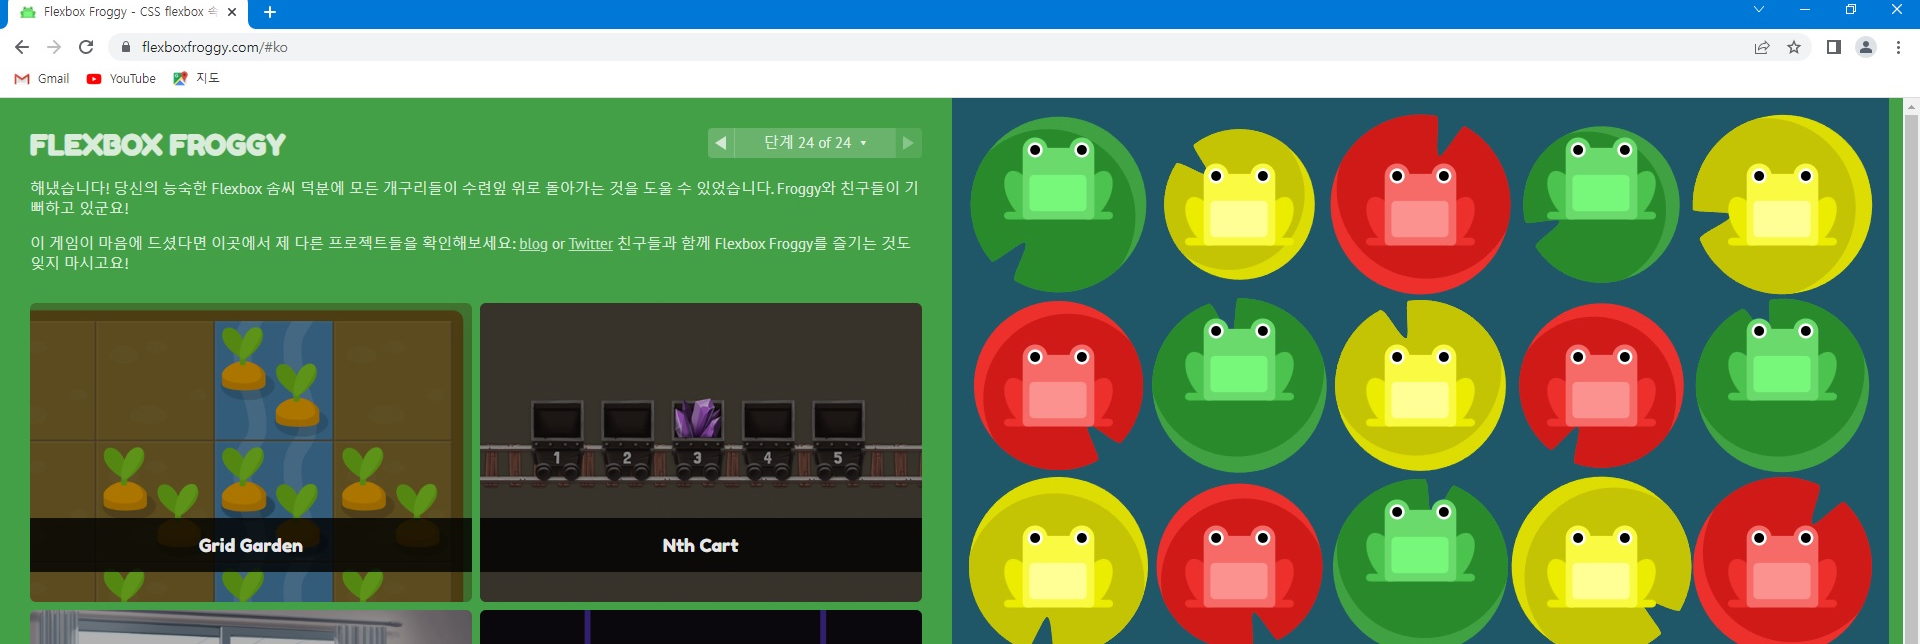 Flexbox Froggy - CSS flexbox
flexboxfroggy.com/#ko
Gmail YouTube 지도
FLEXBOX FROGGY
단계 24 of 24
해냈습니다! 당신의 능숙한 Flexbox 솜씨 덕분에 모든 개구리들이 수련잎 위로 돌아가는 것을 도울 수 있었습니다. Froggy와 친구들이 기
뻐하고 있군요!
이 게임이 마음에 드셨다면 이곳에서 제 다른 프로젝트들을 확인해보세요: blog or Twitter 친구들과 함께 Flexbox Froggy를 즐기는 것도
잊지 마시고요!
1 2 3 4 5
Grid Garden
Nth Cart